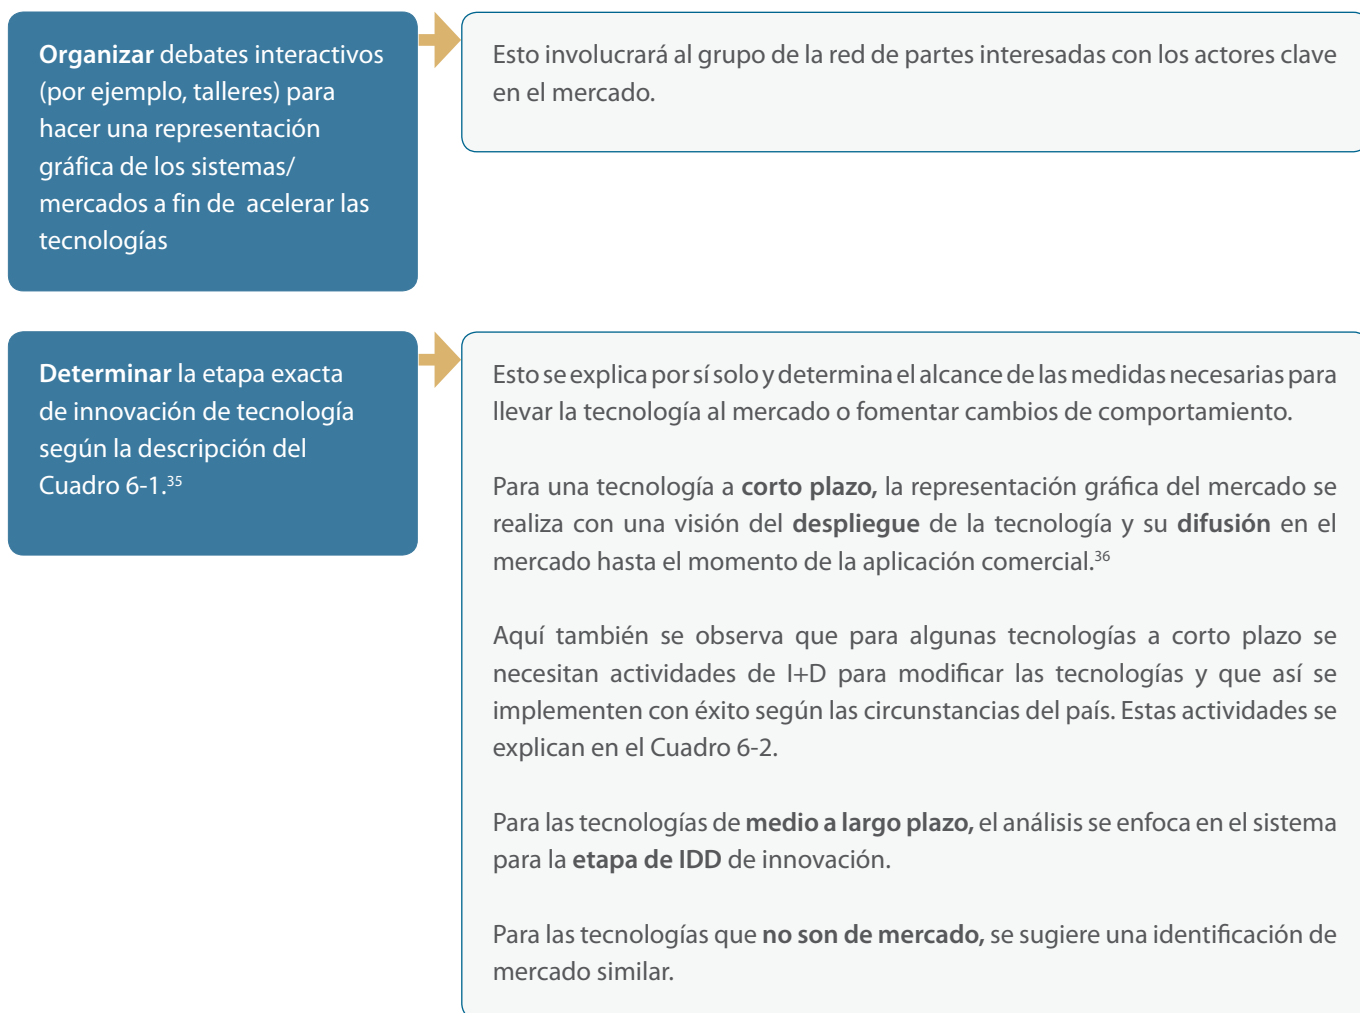 Organizar debates interactivos
(por ejemplo, talleres) para
hacer una representación
gráfica de los sistemas/
mercados a fin de acelerar las
tecnologías
Esto involucrará al grupo de la red de partes interesadas con los actores clave
en el mercado.
Determinar la etapa exacta
de innovación de tecnología
según la descripción del
Cuadro 6-1.³⁵
Esto se explica por sí solo y determina el alcance de las medidas necesarias para
llevar la tecnología al mercado o fomentar cambios de comportamiento.
Para una tecnología a corto plazo, la representación gráfica del mercado se
realiza con una visión del despliegue de la tecnología y su difusión en el
mercado hasta el momento de la aplicación comercial.³⁶
Aquí también se observa que para algunas tecnologías a corto plazo se
necesitan actividades de I+D para modificar las tecnologías y que así se
implementen con éxito según las circunstancias del país. Estas actividades se
explican en el Cuadro 6-2.
Para las tecnologías de medio a largo plazo, el análisis se enfoca en el sistema
para la etapa de IDD de innovación.
Para las tecnologías que no son de mercado, se sugiere una identificación de
mercado similar.